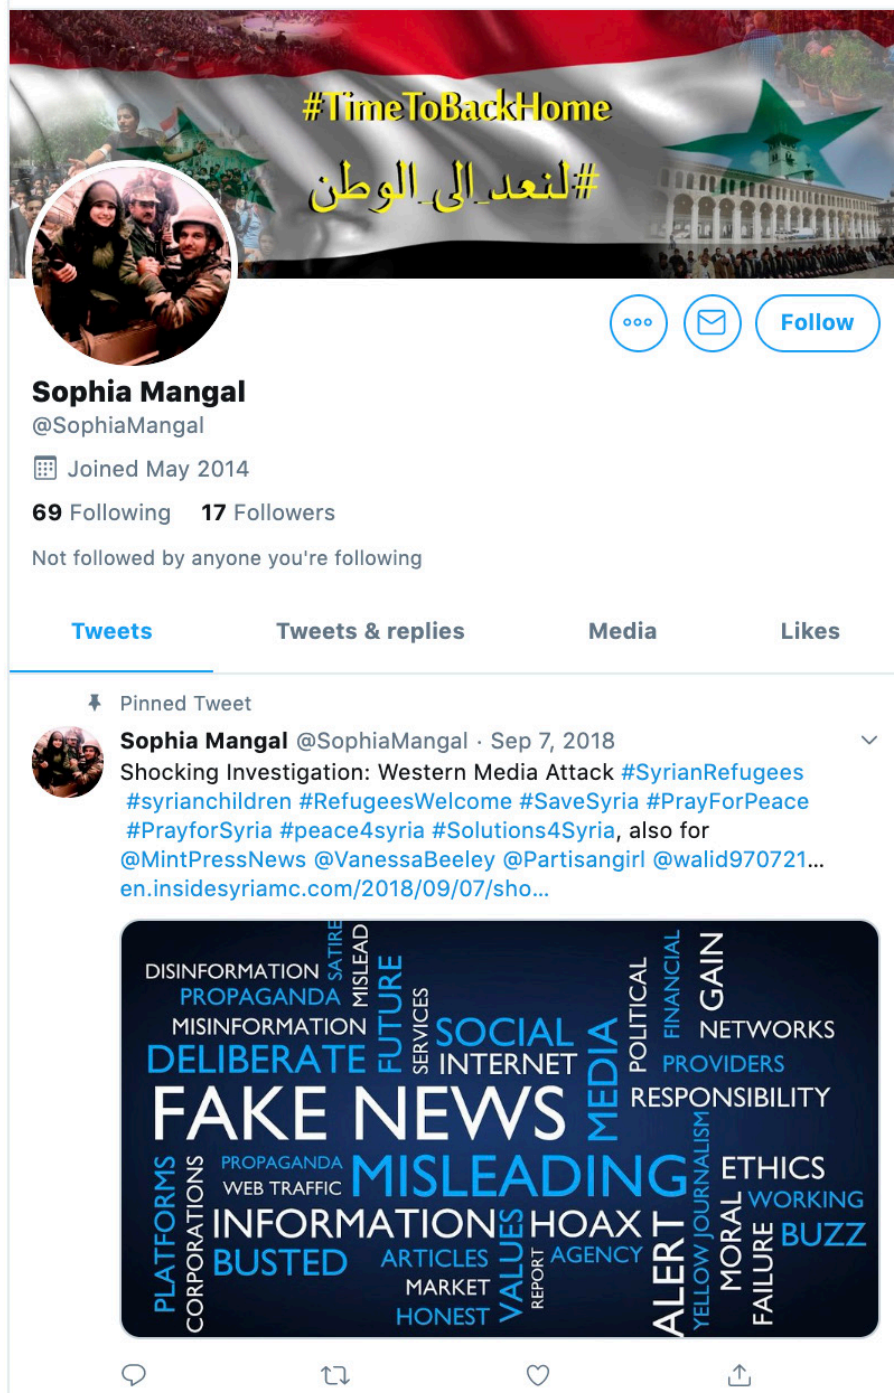 #TimeToBackHome
#لنعد_الى_الوطن
Follow
Sophia Mangal
@SophiaMangal
Joined May 2014
69 Following 17 Followers
Not followed by anyone you're following
Tweets Tweets & replies Media Likes
Pinned Tweet
Sophia Mangal @SophiaMangal · Sep 7, 2018
Shocking Investigation: Western Media Attack #SyrianRefugees
#syrianchildren #RefugeesWelcome #SaveSyria #PrayForPeace
#PrayforSyria #peace4syria #Solutions4Syria, also for
@MintPressNews @VanessaBeeley @Partisangirl @walid970721...
en.insidesyriamc.com/2018/09/07/sho...
DISINFORMATION
SATIRE
MISLEAD
PROPAGANDA
FUTURE
MISINFORMATION
SERVICES
SOCIAL
POLITICAL
FINANCIAL
GAIN
NETWORKS
DELIBERATE
INTERNET
MEDIA
PROVIDERS
FAKE NEWS
RESPONSIBILITY
PLATFORMS
CORPORATIONS
PROPAGANDA
WEB TRAFFIC
MISLEADING
YELLOW JOURNALISM
ETHICS
MORAL
WORKING
INFORMATION
VALUES
HOAX
ALERT
FAILURE
BUZZ
BUSTED
ARTICLES
REPORT
AGENCY
MARKET
HONEST